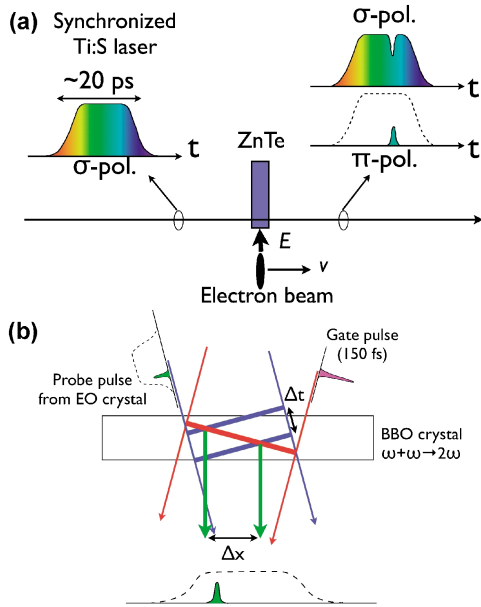 (a)
Synchronized
Ti:S laser
~20 ps
t
σ-pol.
σ-pol.
t
t
π-pol.
ZnTe
E
v
Electron beam
(b)
Probe pulse
from EO crystal
Gate pulse
(150 fs)
Δt
BBO crystal
ω+ω→2ω
Δx